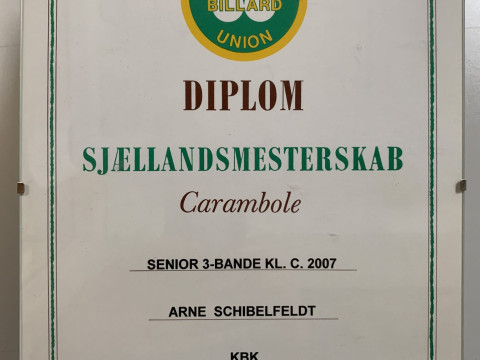 BILLARD
UNION
DIPLOM
SJÆLLANDSMESTERSKAB
Carambole
SENIOR 3-BANDE KL. C. 2007
ARNE SCHIBELFELDT
KBK